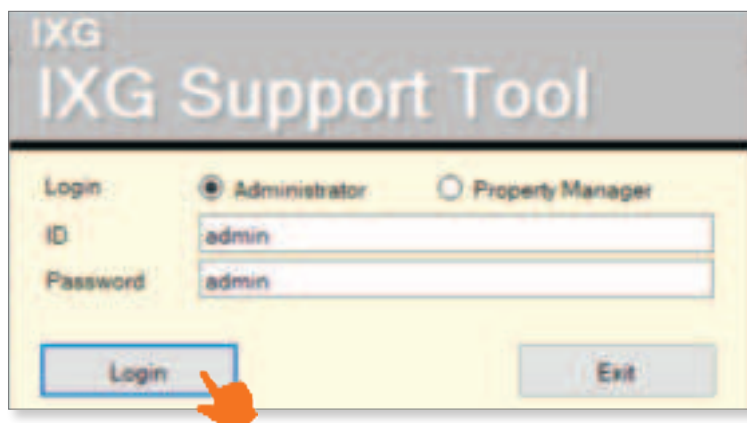 IXG
IXG Support Tool
Login Administrator Property Manager
ID admin
Password admin
Login Exit